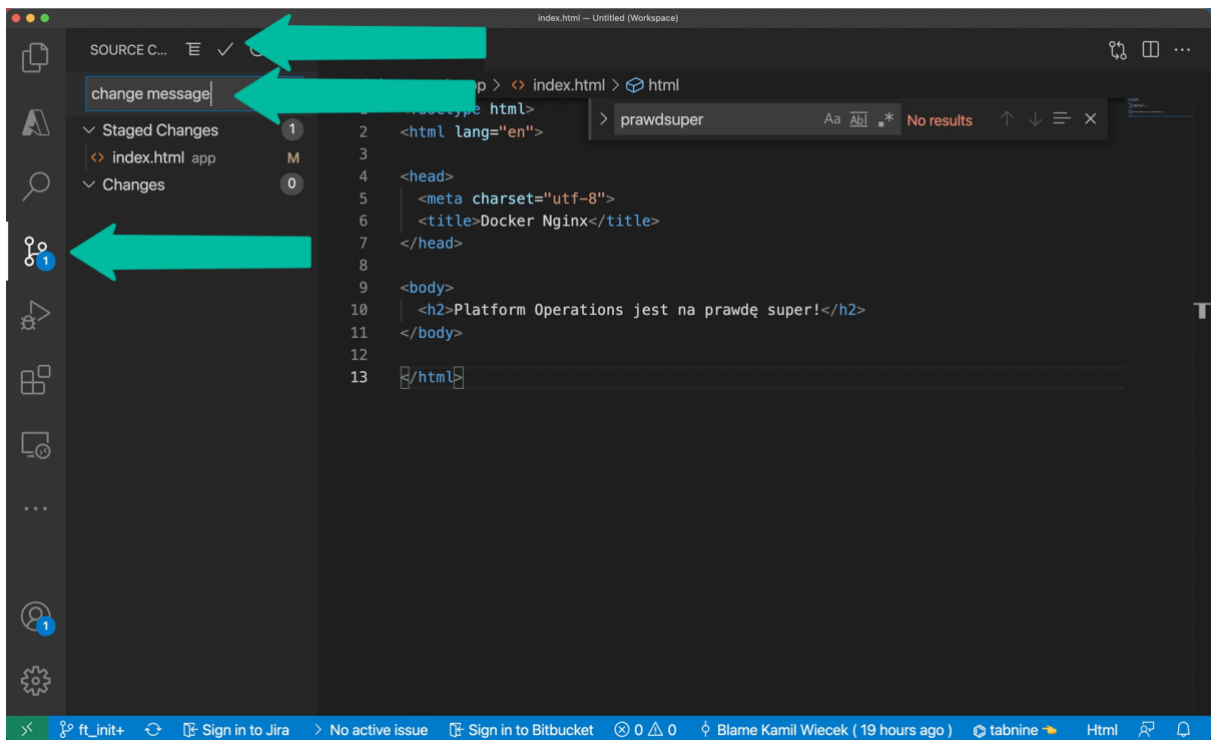 index.html — Untitled (Workspace)
SOURCE C...
change message
Staged Changes 1
index.html app M
Changes 0
index.html > html
prawdsuper Aa Abl .* No results
html>
2 <html lang="en">
3
4 <head>
5 <meta charset="utf-8">
6 <title>Docker Nginx</title>
7 </head>
8
9 <body>
10 <h2>Platform Operations jest na prawdę super!</h2>
11 </body>
12
13 </html>
1
1
ft_init+ Sign in to Jira No active issue Sign in to Bitbucket 0 0 Blame Kamil Wiecek ( 19 hours ago ) tabnine Html